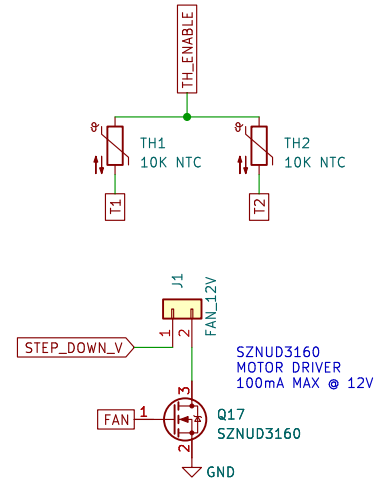 TH_ENABLE
TH1
10K NTC
TH2
10K NTC
T1
T2
J1
FAN_12V
1
2
STEP_DOWN_V
SZNUD3160
MOTOR DRIVER
100mA MAX @ 12V
3
FAN
1
Q17
SZNUD3160
2
GND